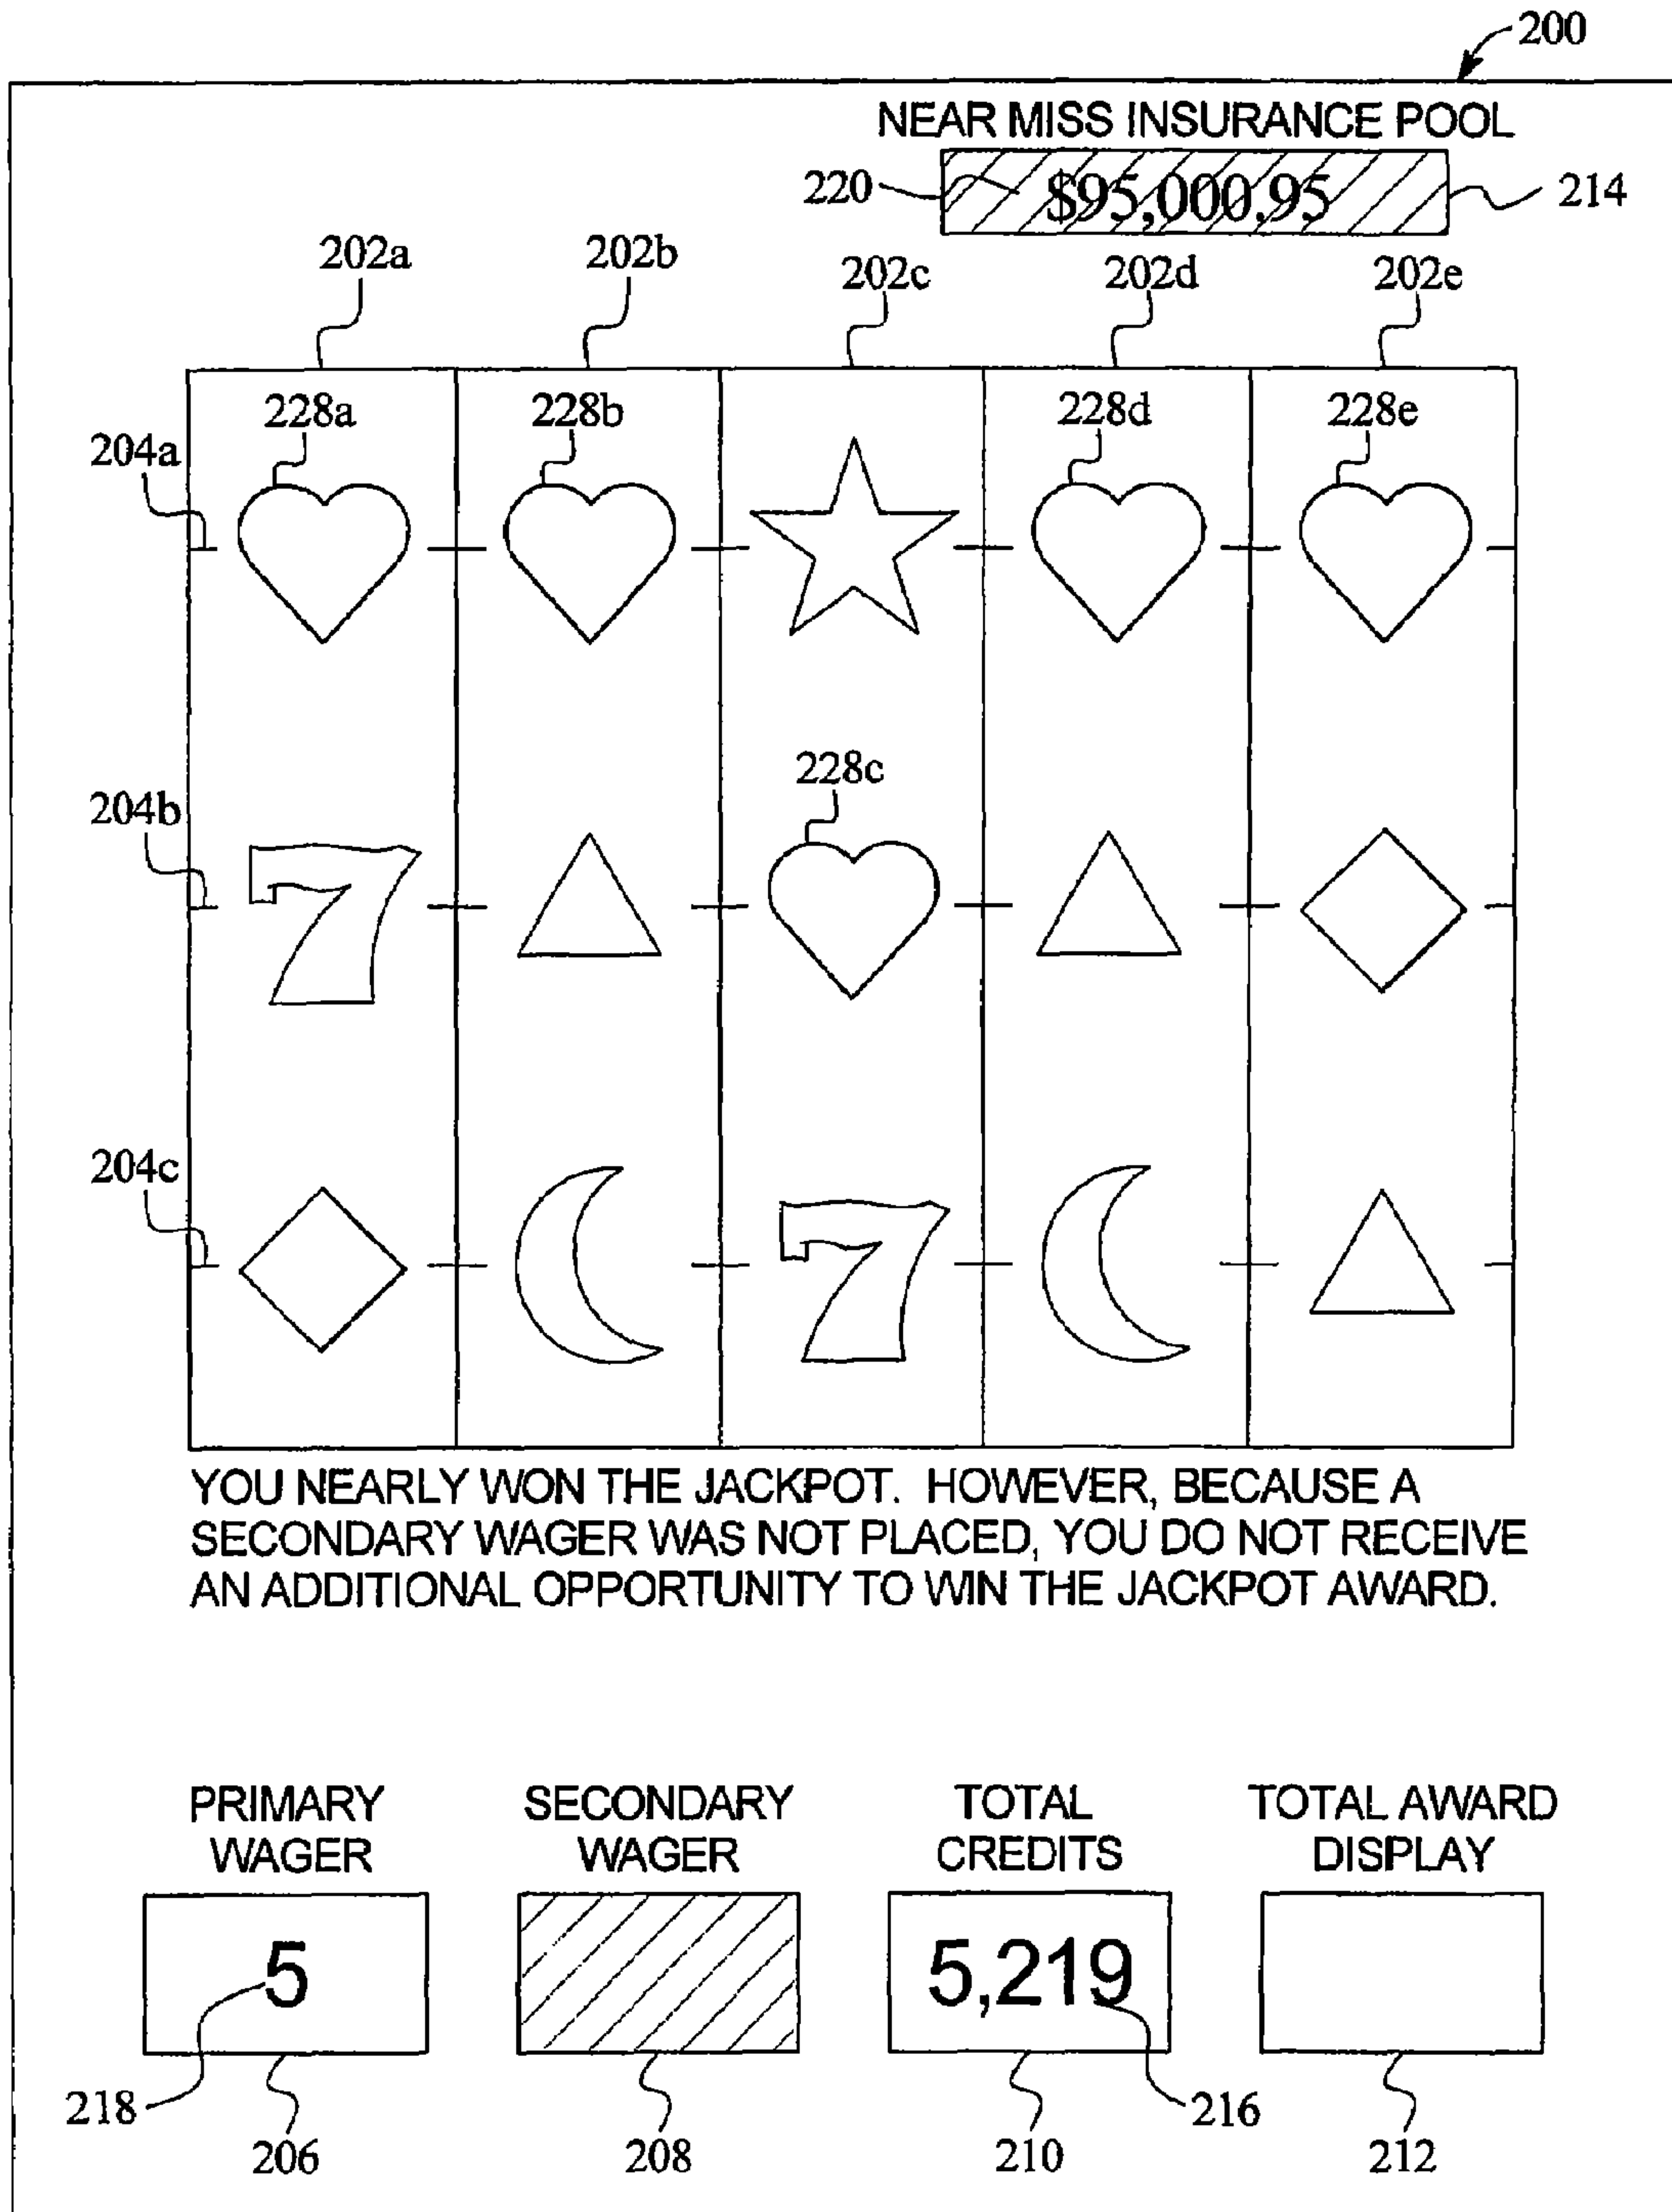 200
NEAR MISS INSURANCE POOL
220 $95,000.95 214
202a 202b 202c 202d 202e
228a 228b 228d 228e
204a
228c
204b
7
204c
7
YOU NEARLY WON THE JACKPOT. HOWEVER, BECAUSE A
SECONDARY WAGER WAS NOT PLACED, YOU DO NOT RECEIVE
AN ADDITIONAL OPPORTUNITY TO WIN THE JACKPOT AWARD.
PRIMARY SECONDARY TOTAL TOTAL AWARD
WAGER WAGER CREDITS DISPLAY
5 5,219
218 216
206 208 210 212